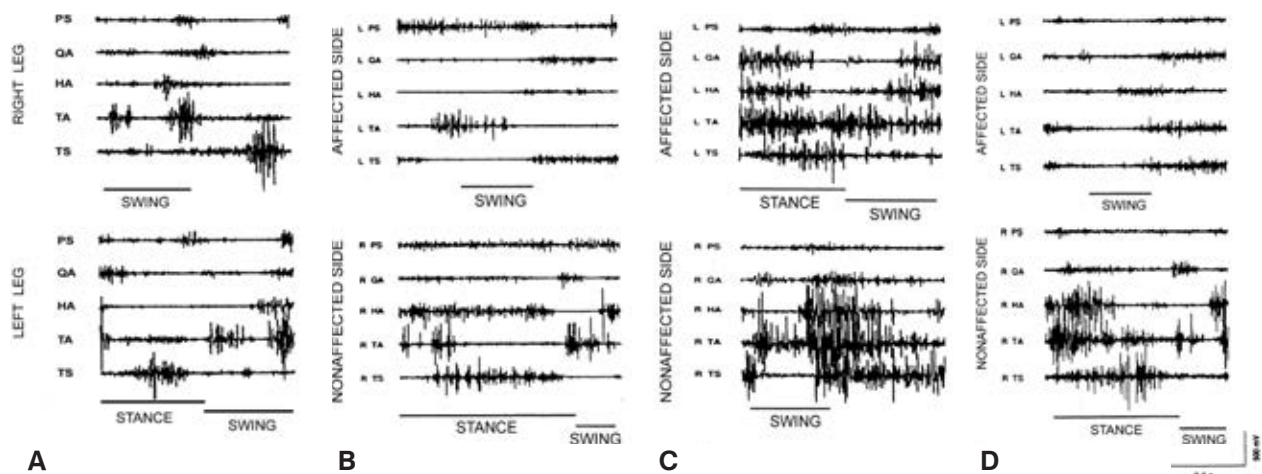 RIGHT LEG
PS
QA
HA
TA
TS
SWING
LEFT LEG
PS
QA
HA
TA
TS
STANCE
SWING
A
AFFECTED SIDE
L PS
L QA
L HA
L TA
L TS
SWING
NONAFFECTED SIDE
R PS
R QA
R HA
R TA
R TS
STANCE
SWING
B
AFFECTED SIDE
L PS
L QA
L HA
L TA
L TS
STANCE
SWING
NONAFFECTED SIDE
R PS
R QA
R HA
R TA
R TS
SWING
C
AFFECTED SIDE
L PS
L QA
L HA
L TA
L TS
SWING
NONAFFECTED SIDE
R PS
R QA
R HA
R TA
R TS
STANCE
SWING
D
500 mV